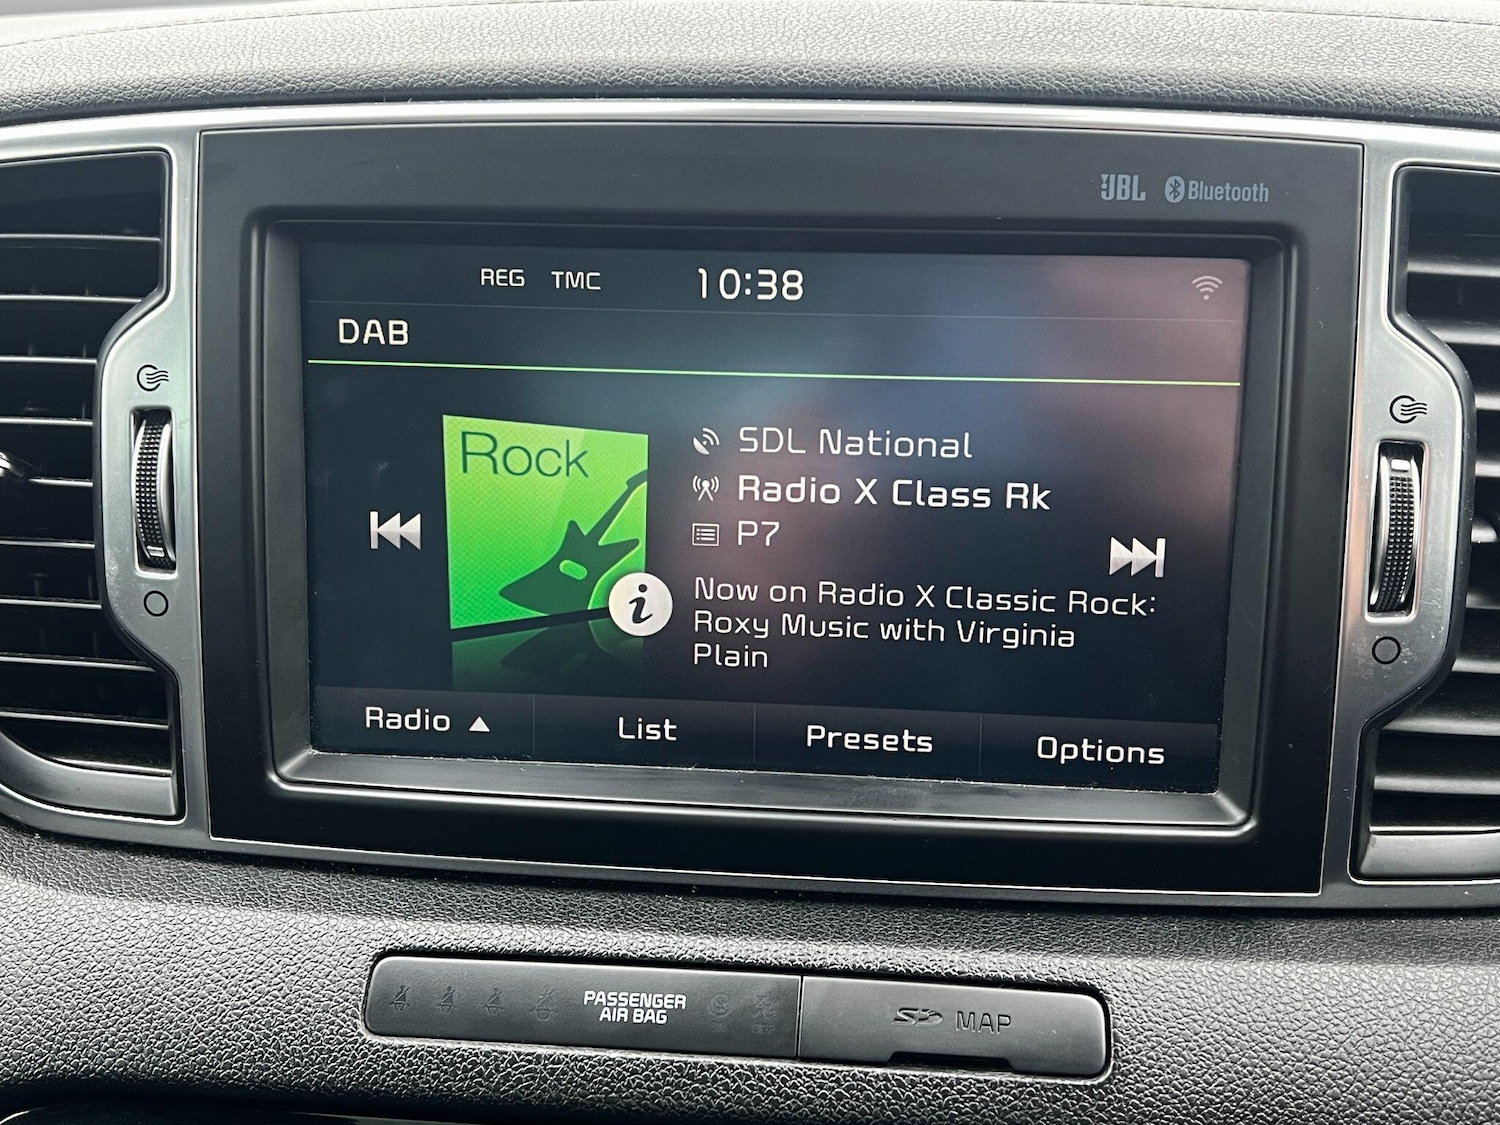 JBL Bluetooth
REG TMC 10:38
DAB
Rock
SDL National
Radio X Class Rk
P7
Now on Radio X Classic Rock:
Roxy Music with Virginia
Plain
Radio List Presets Options
PASSENGER
AIR BAG
SD MAP